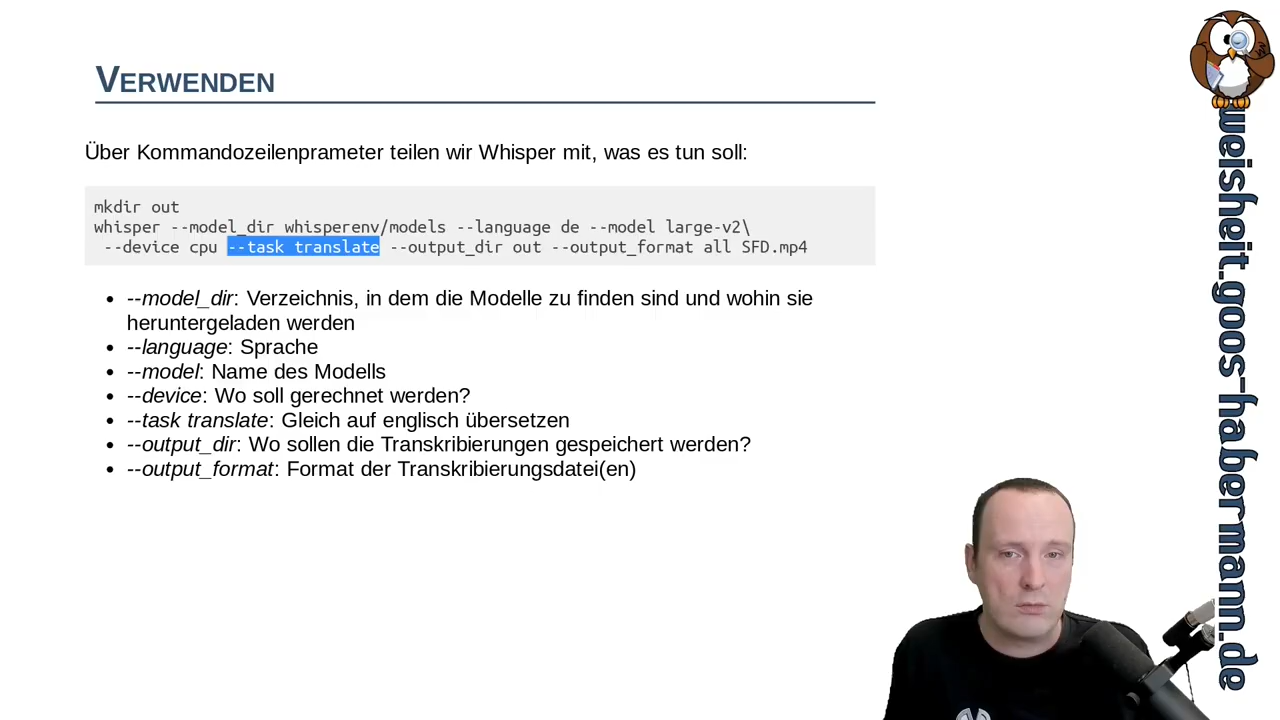 VERWENDEN
Über Kommandozeilenprameter teilen wir Whisper mit, was es tun soll:
mkdir out
whisper --model_dir whisperenv/models --language de --model large-v2\
--device cpu --task translate --output_dir out --output_format all SFD.mp4
• --model_dir: Verzeichnis, in dem die Modelle zu finden sind und wohin sie
heruntergeladen werden
• --language: Sprache
• --model: Name des Modells
• --device: Wo soll gerechnet werden?
• --task translate: Gleich auf englisch übersetzen
• --output_dir: Wo sollen die Transkribierungen gespeichert werden?
• --output_format: Format der Transkribierungsdatei(en)
weisheit.goos-habermann.de